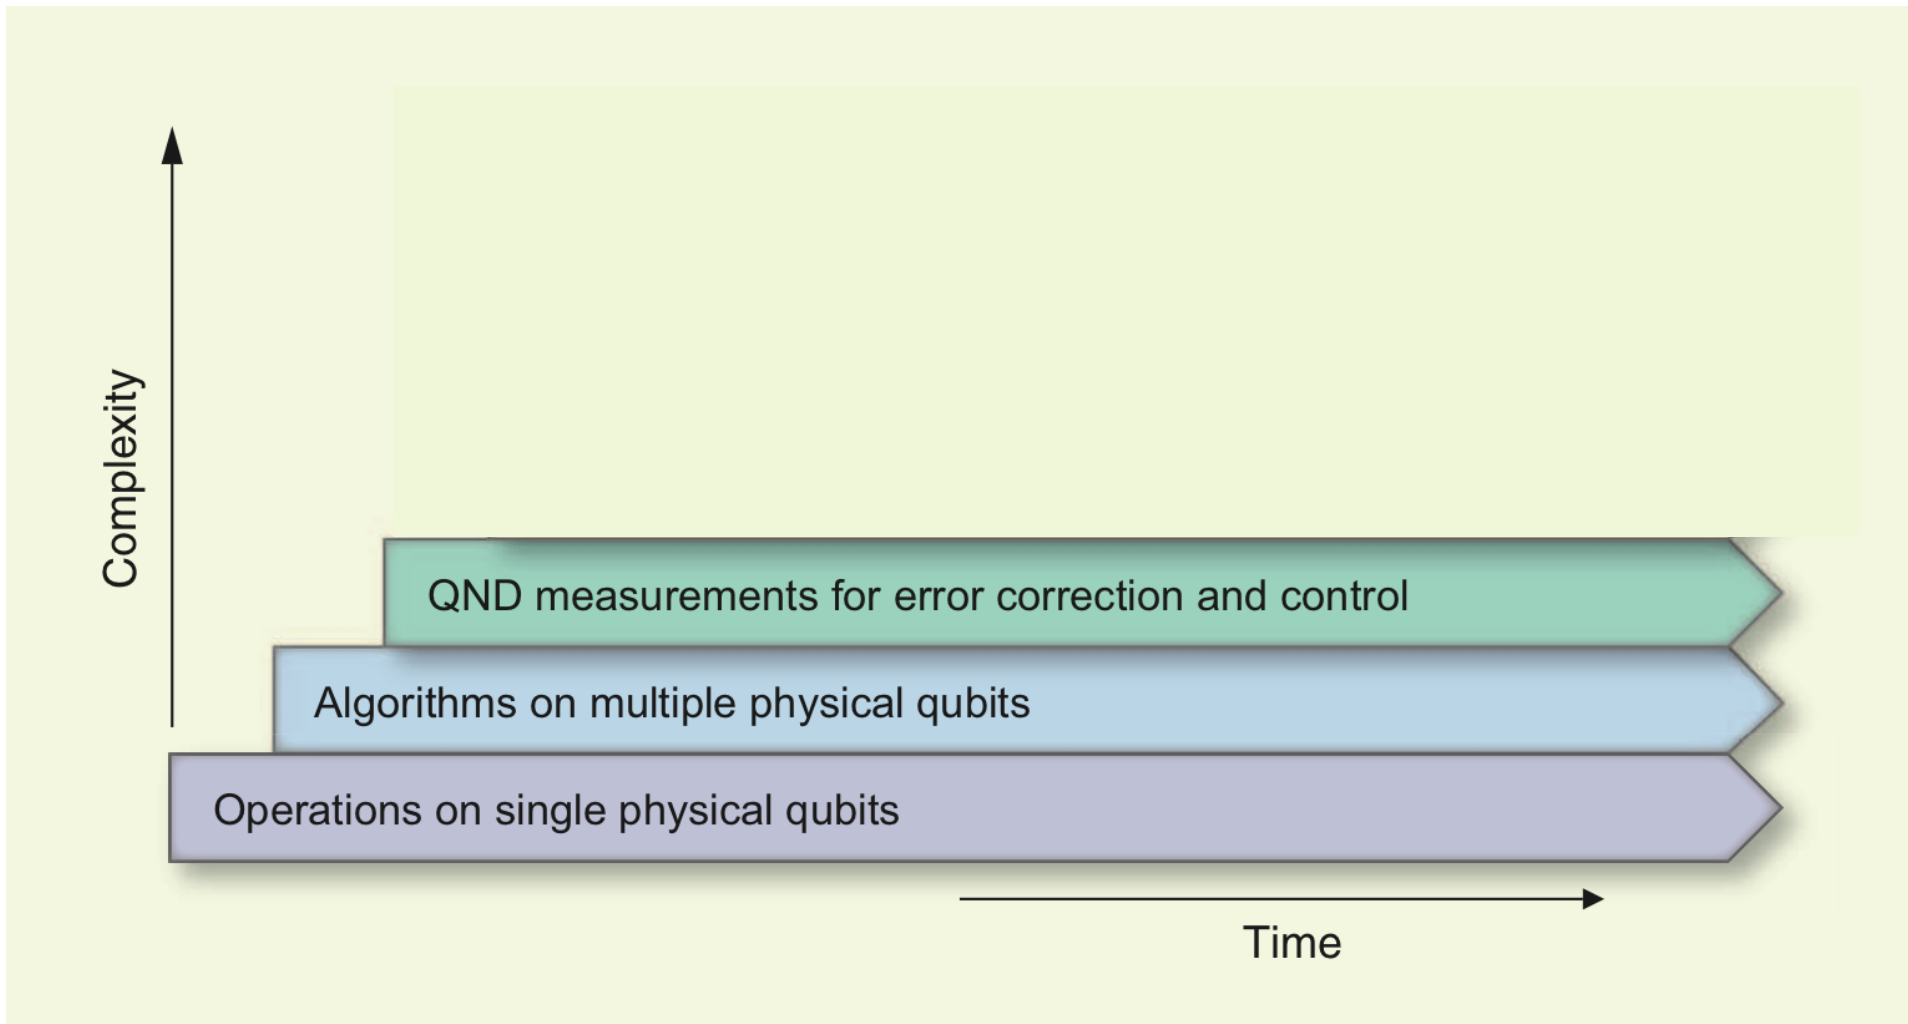 Complexity
QND measurements for error correction and control
Algorithms on multiple physical qubits
Operations on single physical qubits
Time